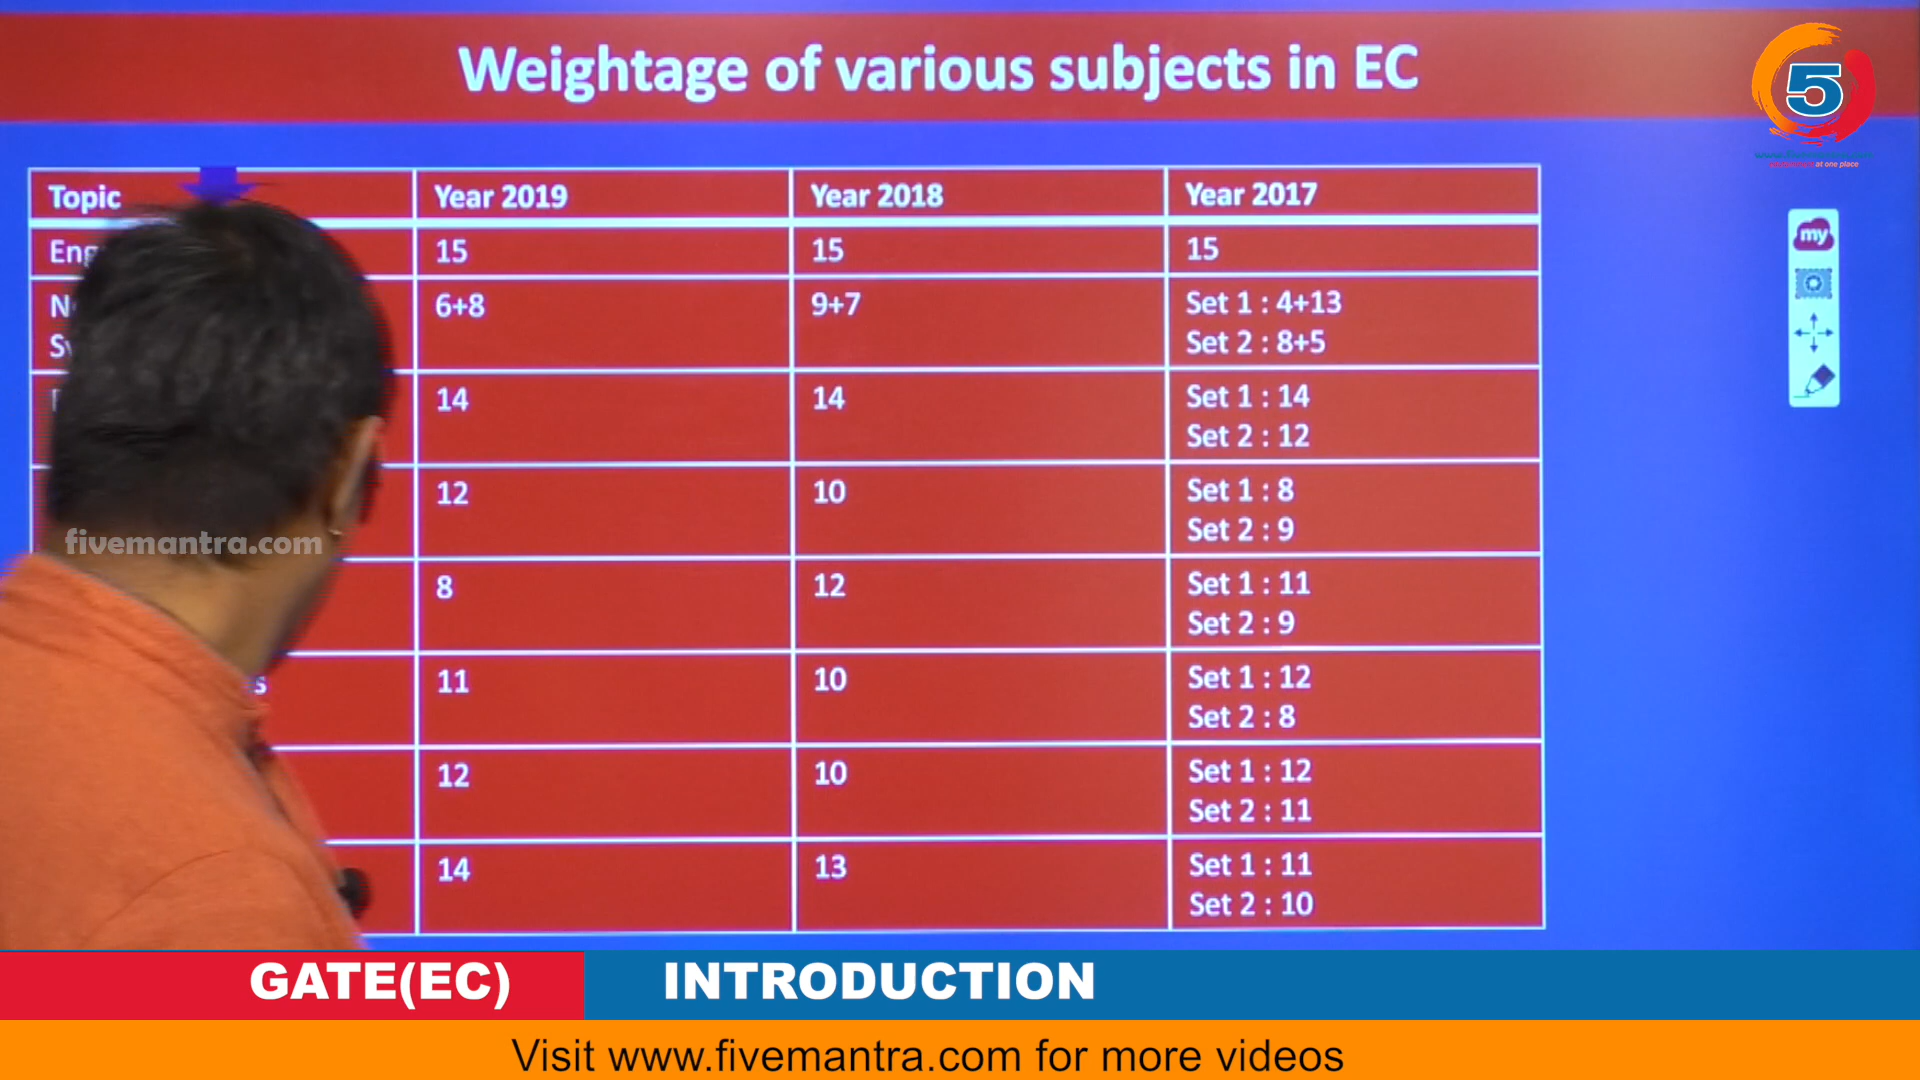 Weightage of various subjects in EC
5
at one place
my
Topic Year 2019 Year 2018 Year 2017
15 15 15
6+8 9+7 Set 1 : 4+13
Set 2 : 8+5
14 14 Set 1 : 14
Set 2 : 12
12 10 Set 1 : 8
Set 2 : 9
fivemantra.com
8 12 Set 1 : 11
Set 2 : 9
11 10 Set 1 : 12
Set 2 : 8
12 10 Set 1 : 12
Set 2 : 11
14 13 Set 1 : 11
Set 2 : 10
GATE(EC) INTRODUCTION
Visit www.fivemantra.com for more videos